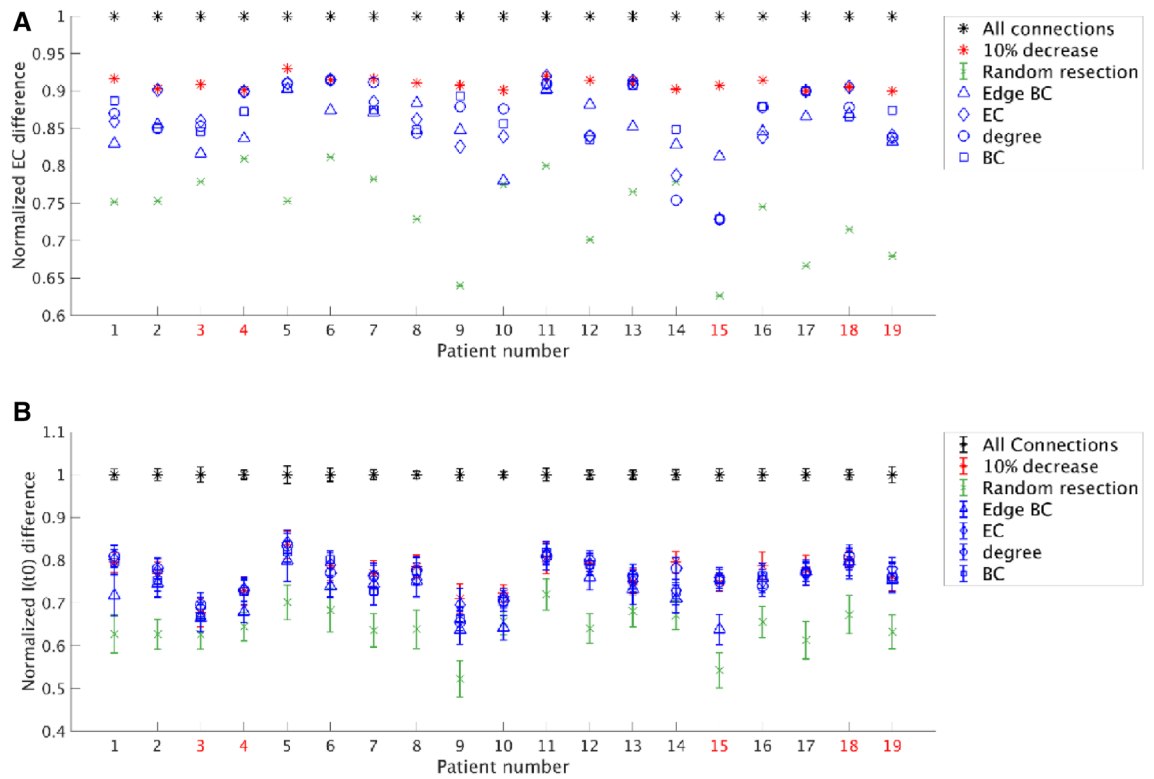 A
Normalized EC difference
1
0.95
0.9
0.85
0.8
0.75
0.7
0.65
0.6
1 2 3 4 5 6 7 8 9 10 11 12 13 14 15 16 17 18 19
Patient number
All connections
10% decrease
Random resection
Edge BC
EC
degree
BC
B
Normalized I(t0) difference
1.1
1
0.9
0.8
0.7
0.6
0.5
0.4
1 2 3 4 5 6 7 8 9 10 11 12 13 14 15 16 17 18 19
Patient number
All Connections
10% decrease
Random resection
Edge BC
EC
degree
BC